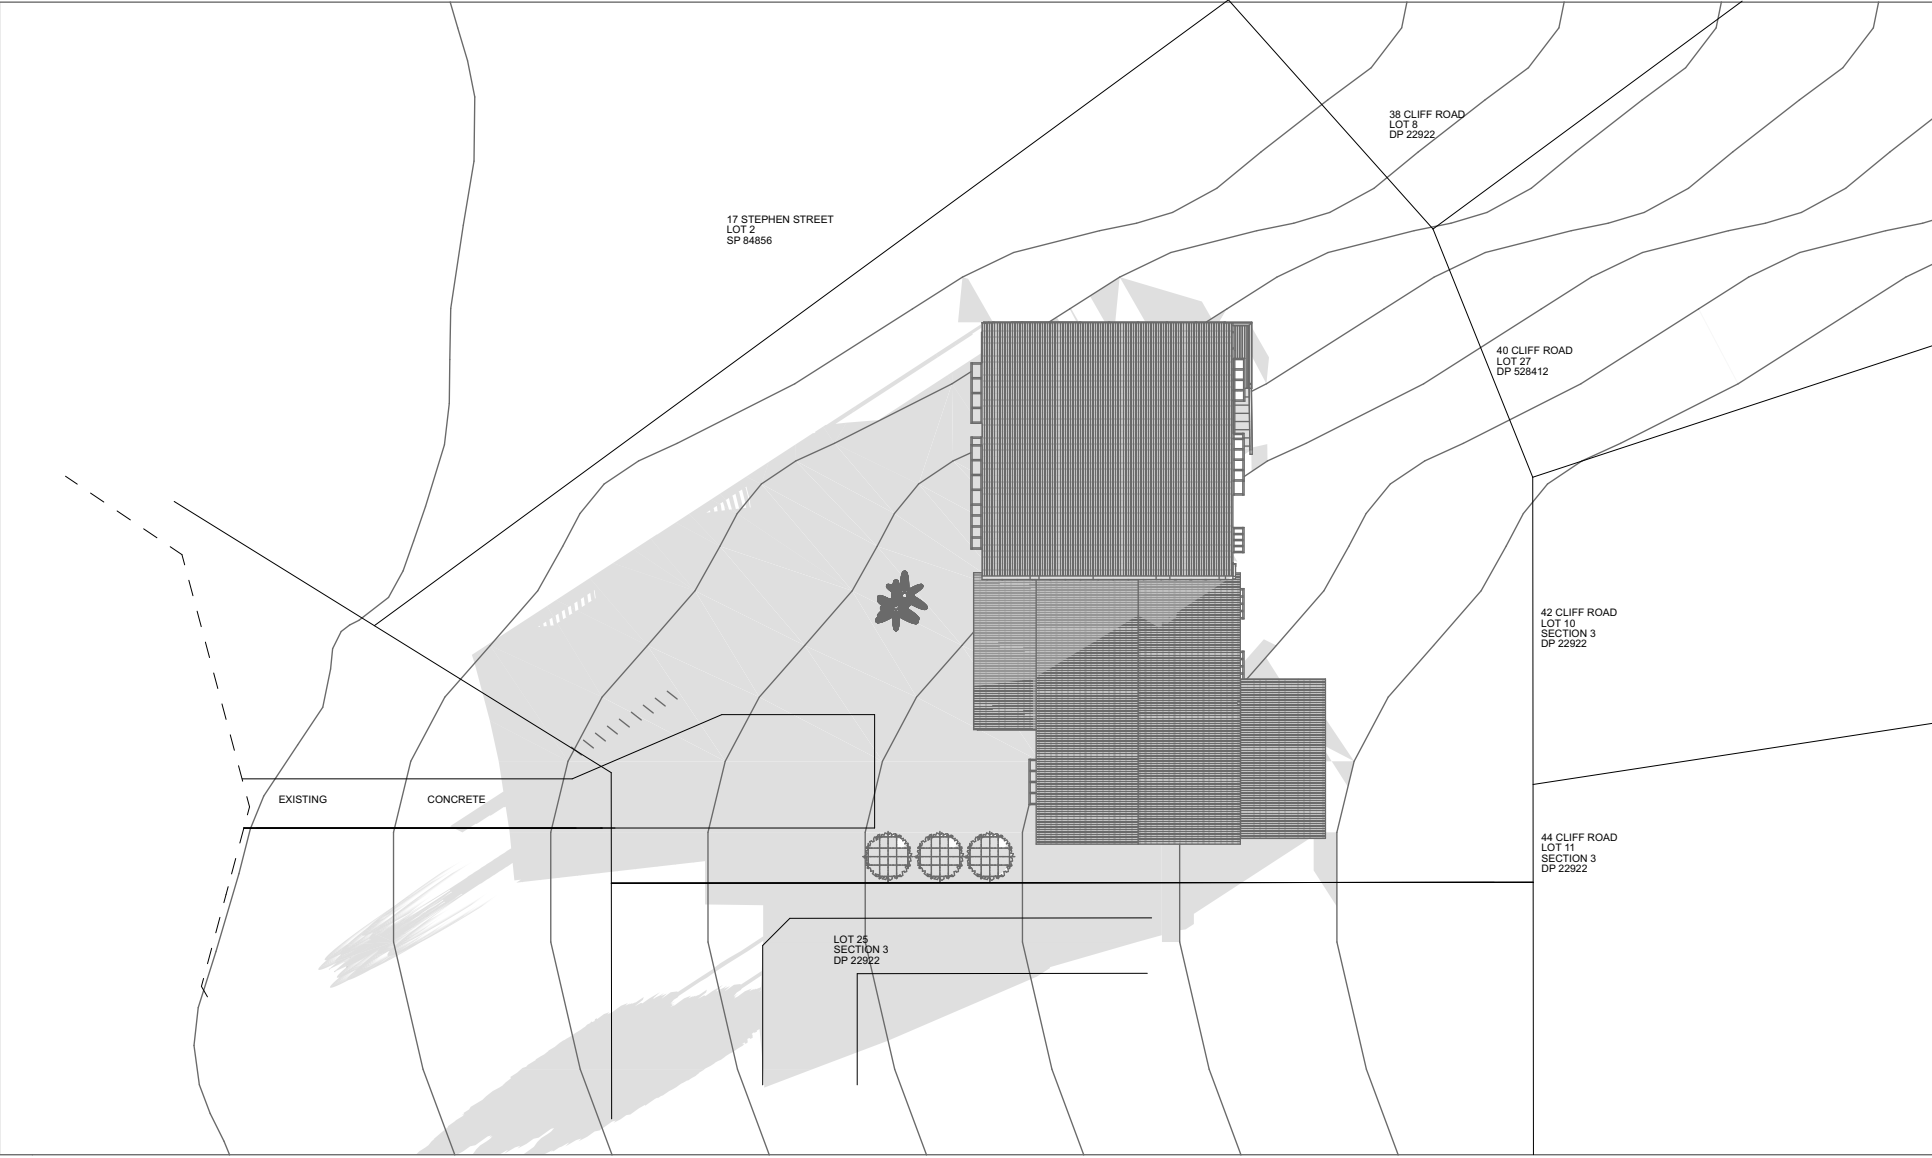 38 CLIFF ROAD
LOT 8
DP 22922
17 STEPHEN STREET
LOT 2
SP 84856
40 CLIFF ROAD
LOT 27
DP 528412
42 CLIFF ROAD
LOT 10
SECTION 3
DP 22922
EXISTING CONCRETE
44 CLIFF ROAD
LOT 11
SECTION 3
DP 22922
LOT 25
SECTION 3
DP 22922